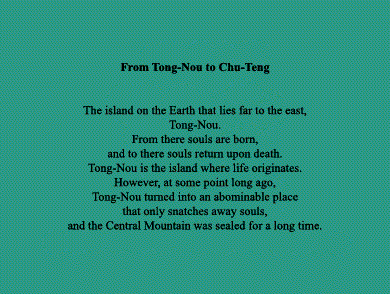 From Tong-Nou to Chu-Teng
The island on the Earth that lies far to the east,
Tong-Nou.
From there souls are born,
and to there souls return upon death.
Tong-Nou is the island where life originates.
However, at some point long ago,
Tong-Nou turned into an abominable place
that only snatches away souls,
and the Central Mountain was sealed for a long time.